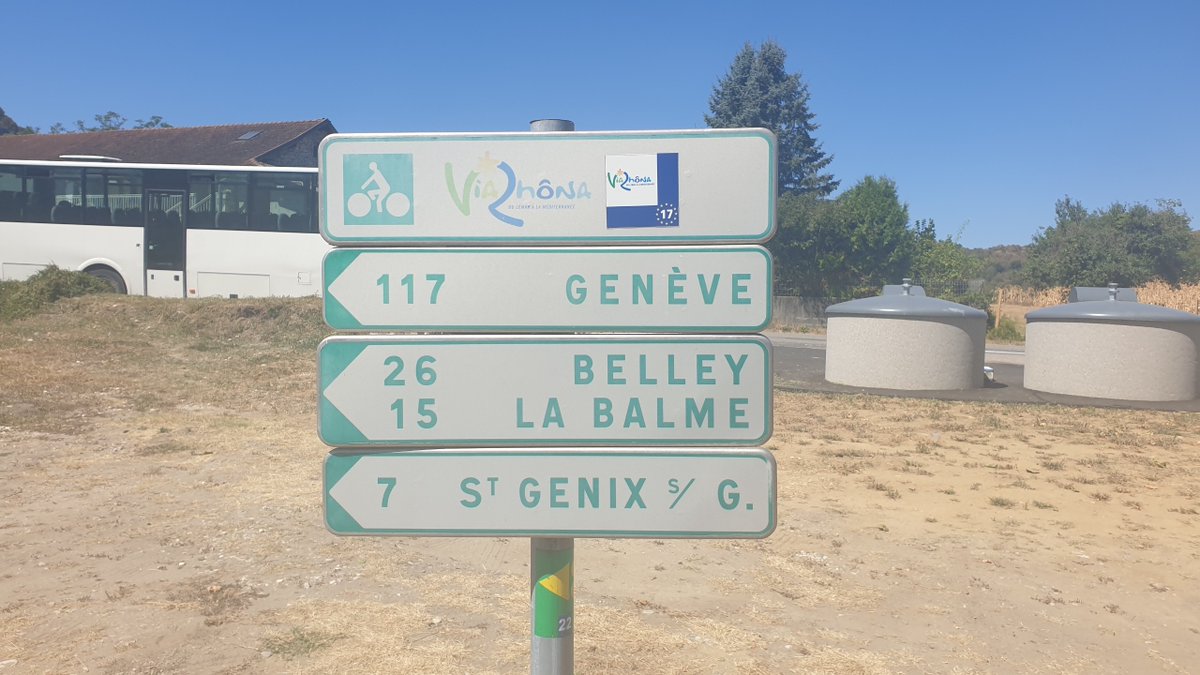 ViaRhôna
DU LÉMAN À LA MÉDITERRANÉE
ViaRhôna
17
117 GENÈVE
26 BELLEY
15 LA BALME
7 ST GENIX S/ G.
22